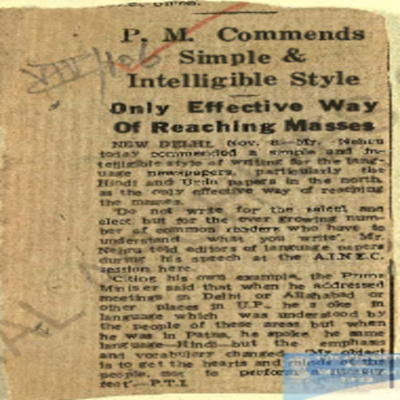 P. M. Commends
Simple &
Intelligible Style
Only Effective Way
Of Reaching Masses
NEW DELHI, Nov. 8—Mr. Nehru
today commended a simple and in-
telligible style of writing for the lang-
uage newspapers, particularly the
Hindi and Urdu papers in the north,
as the only effective way of reaching
the masses.
"Do not write for the select and
elect but for the ever growing num-
ber of common readers who have to
understand what you write", Mr.
Nehru told editors of language papers
during his speech at the A.I.N.E.C.
session here.
Citing his own example, the Prime
Minister said that when he addressed
meetings in Delhi or Allahabad or
other places in U.P. he spoke in
language which was understood by
the people of these areas but when
he was in Patna, he spoke he same
language—Hindi—but the emphasis
and vocabulary changed. "My object
is to get the hearts and minds of the
people, not to perform a literary
feat".—P.T.I.